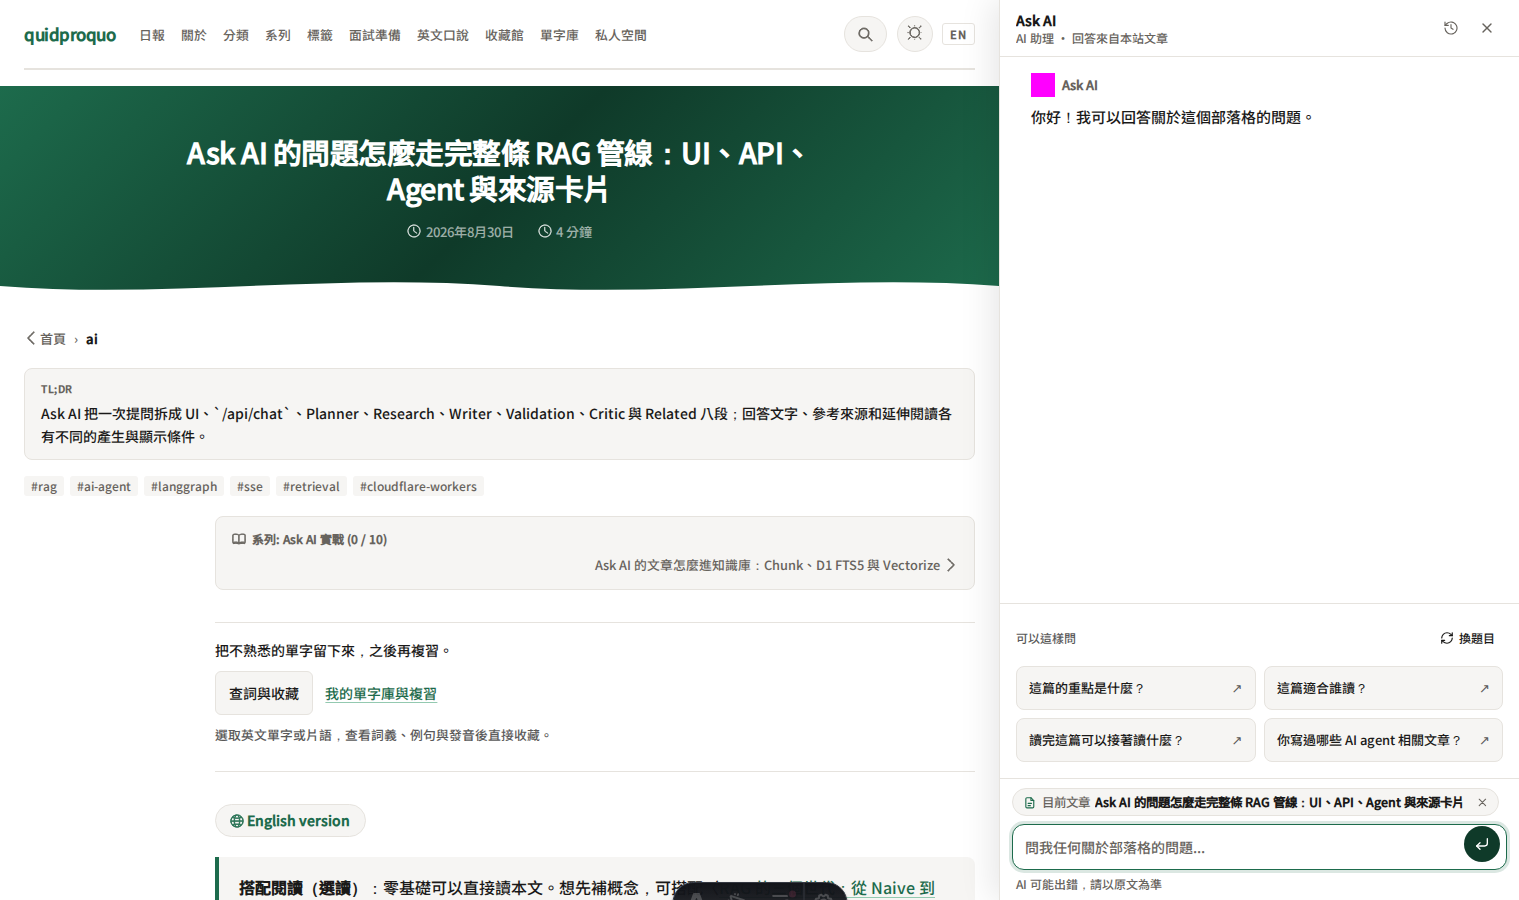 quidproquo 日報 關於 分類 系列 標籤 面試準備 英文口說 收藏館 單字庫 私人空間 EN
Ask AI 的問題怎麼走完整條 RAG 管線：UI、API、
Agent 與來源卡片
2026年8月30日 4 分鐘
首頁 › ai
TL;DR
Ask AI 把一次提問拆成 UI、`/api/chat`、Planner、Research、Writer、Validation、Critic 與 Related 八段；回答文字、參考來源和延伸閱讀各
有不同的產生與顯示條件。
#rag #ai-agent #langgraph #sse #retrieval #cloudflare-workers
系列: Ask AI 實戰 (0 / 10)
Ask AI 的文章怎麼進知識庫：Chunk、D1 FTS5 與 Vectorize
把不熟悉的單字留下來，之後再複習。
查詞與收藏 我的單字庫與複習
選取英文單字或片語，查看詞義、例句與發音後直接收藏。
English version
搭配閱讀（選讀）：零基礎可以直接讀本文。想先補概念，可 從 Naive 到
Ask AI
AI 助理 · 回答來自本站文章
Ask AI
你好！我可以回答關於這個部落格的問題。
可以這樣問 換題目
這篇的重點是什麼？ ↗ 這篇適合誰讀？ ↗
讀完這篇可以接著讀什麼？ ↗ 你寫過哪些 AI agent 相關文章？ ↗
目前文章 Ask AI 的問題怎麼走完整條 RAG 管線：UI、API、Agent 與來源卡片
問我任何關於部落格的問題...
AI 可能出錯，請以原文為準